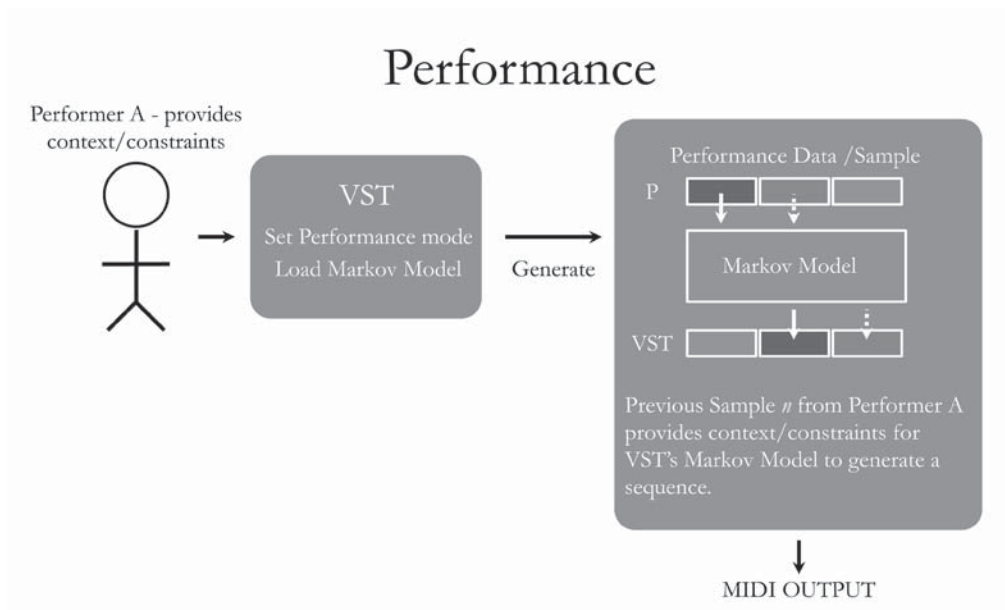 Performance
Performer A - provides
context/constraints
VST
Set Performance mode
Load Markov Model
Generate
Performance Data /Sample
P
Markov Model
VST
Previous Sample n from Performer A
provides context/constraints for
VST's Markov Model to generate a
sequence.
MIDI OUTPUT